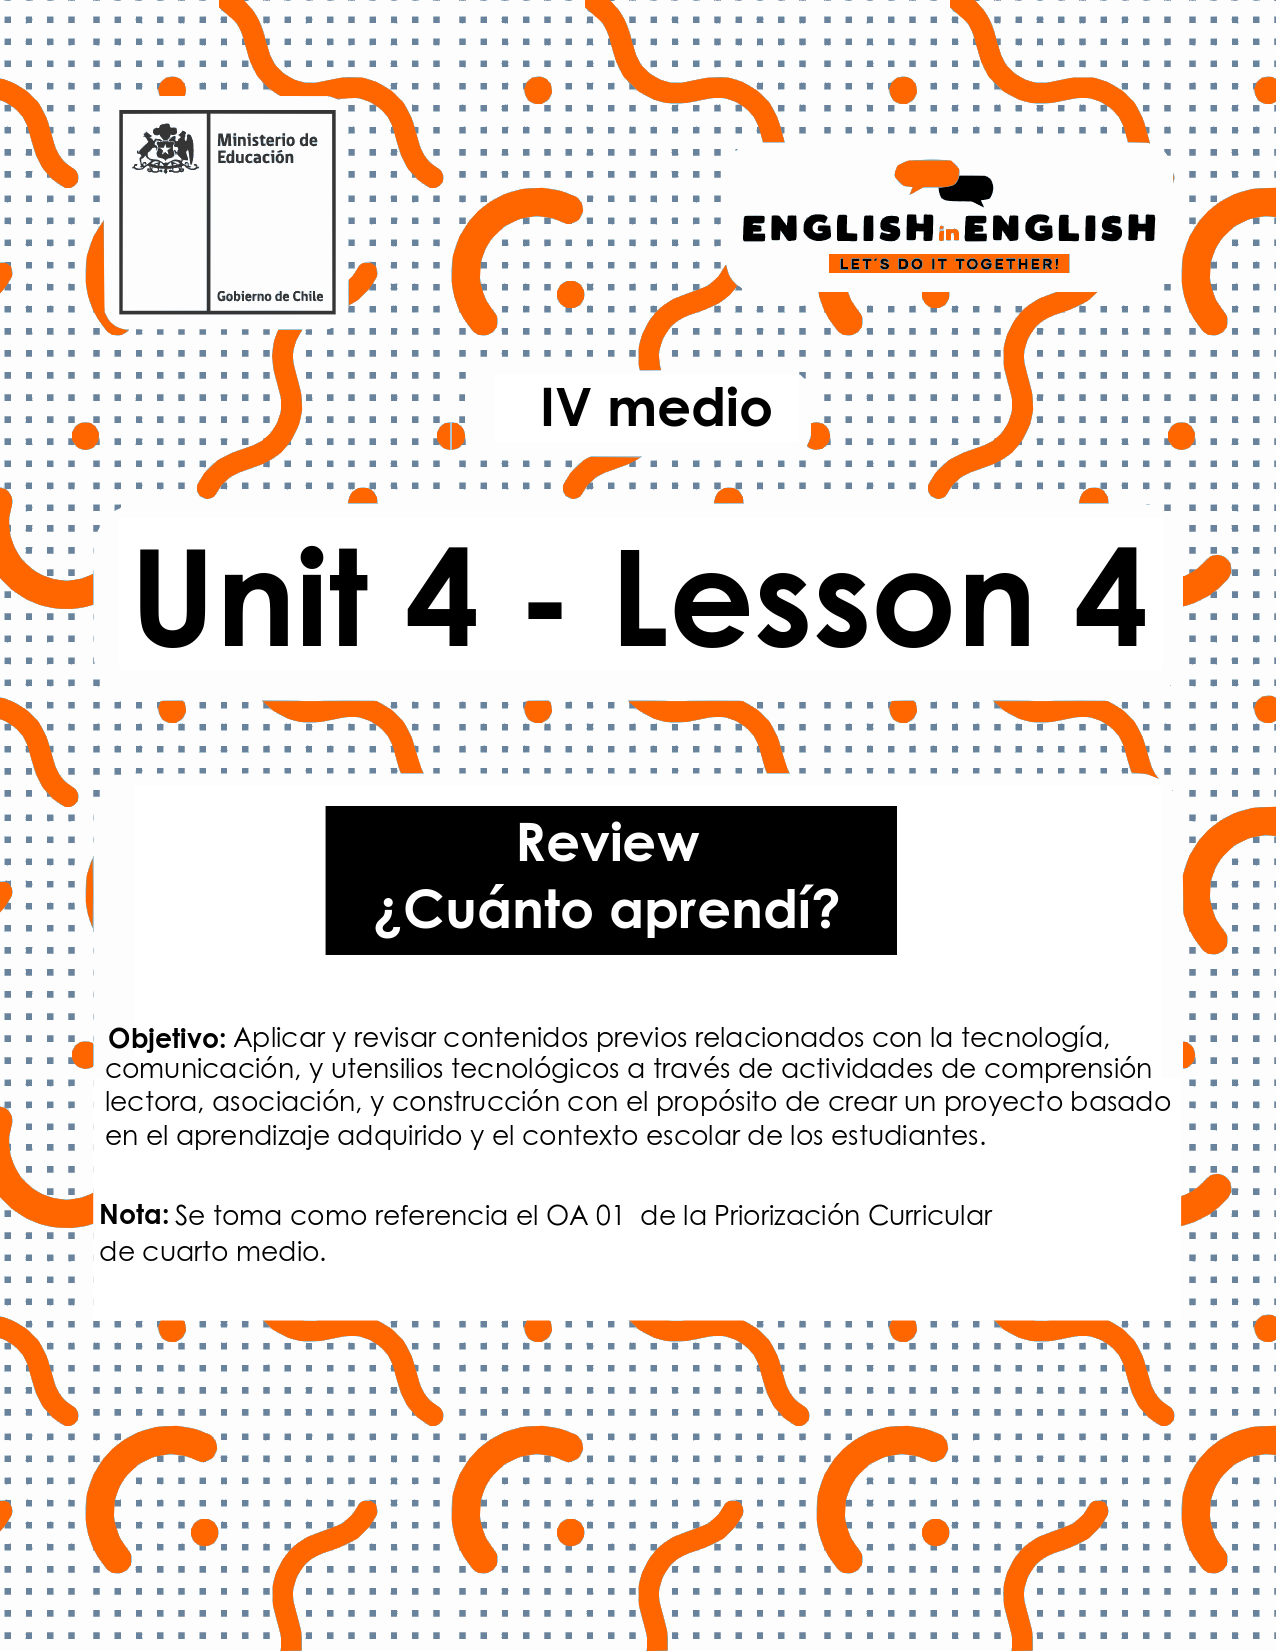 Ministerio de
Educación
Gobierno de Chile
ENGLISH in ENGLISH
LET'S DO IT TOGETHER!
IV medio
Unit 4 - Lesson 4
Review
¿Cuánto aprendí?
Objetivo: Aplicar y revisar contenidos previos relacionados con la tecnología,
comunicación, y utensilios tecnológicos a través de actividades de comprensión
lectora, asociación, y construcción con el propósito de crear un proyecto basado
en el aprendizaje adquirido y el contexto escolar de los estudiantes.
Nota: Se toma como referencia el OA 01 de la Priorización Curricular
de cuarto medio.